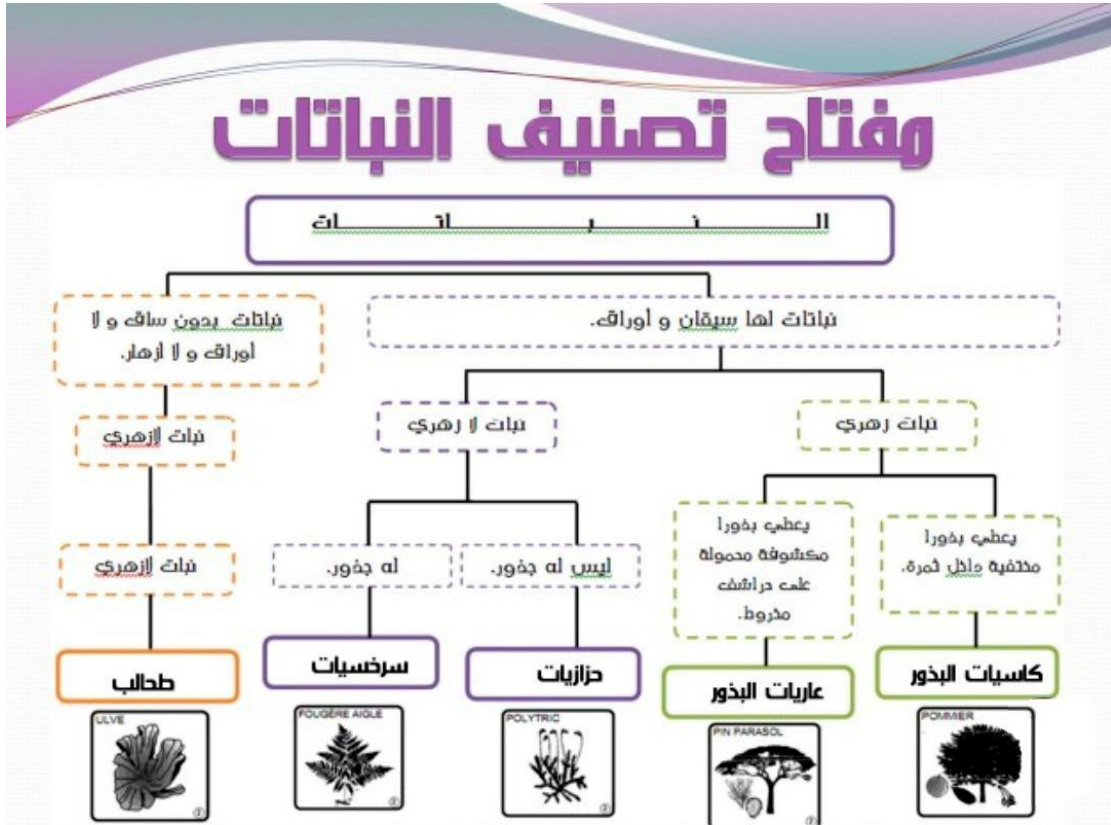 مفتاح تصنيف النباتات
النباتات
نباتات لها سيقان و أوراق.
نباتات بدون ساق و لا
أوراق و لا أزهار.
نبات زهري
نبات لا زهري
نبات لازهري
يعطي بذورا
مختفية داخل ثمرة.
يعطي بذورا
مكشوفة محمولة
على حراشف
مخروط.
ليس له جذور.
له جذور.
نبات لازهري
كاسيات البذور
عاريات البذور
حزازيات
سرخسيات
طحالب
POMMIER
PIN PARASOL
POLYTRIC
FOUGÈRE AIGLE
ULVE